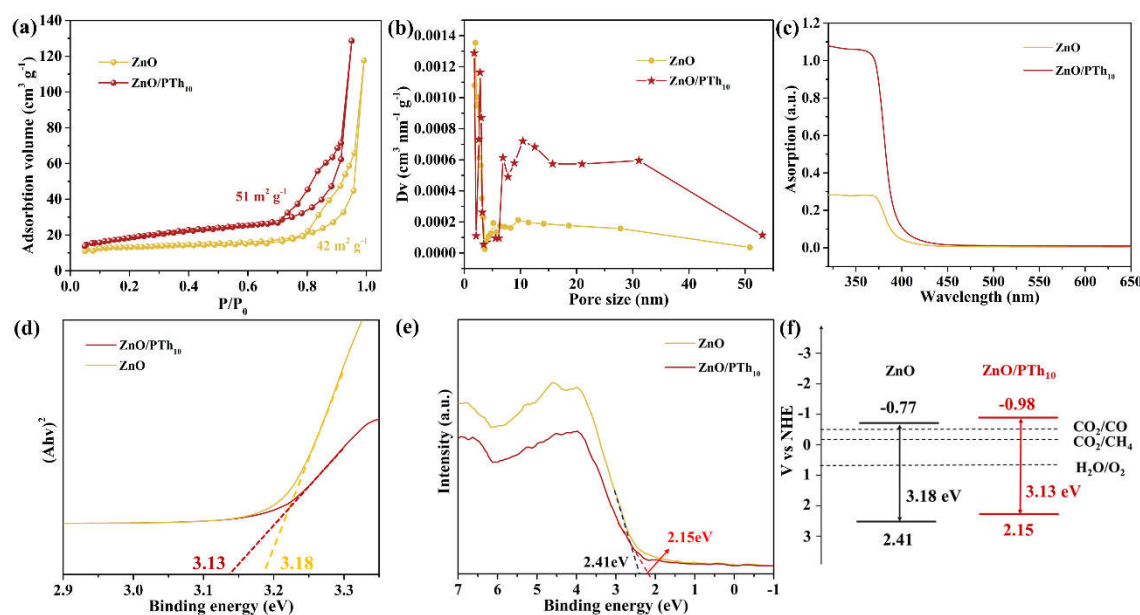 (a)
Adsorbtion volume (cm³ g⁻¹)
140
120
100
80
60
40
20
0
ZnO
ZnO/PTh₁₀
51 m² g⁻¹
42 m² g⁻¹
0.0 0.2 0.4 0.6 0.8 1.0
P/P₀
(b)
Dv (cm³ nm⁻¹ g⁻¹)
0.0014
0.0012
0.0010
0.0008
0.0006
0.0004
0.0002
0.0000
ZnO
ZnO/PTh₁₀
0 10 20 30 40 50
Pore size (nm)
(c)
Asorption (a.u.)
1.2
0.9
0.6
0.3
0.0
ZnO
ZnO/PTh₁₀
350 400 450 500 550 600 650
Wavelength (nm)
(d)
(Ahv)²
ZnO/PTh₁₀
ZnO
3.13
3.18
2.9 3.0 3.1 3.2 3.3
Binding energy (eV)
(e)
Intensity (a.u.)
ZnO
ZnO/PTh₁₀
2.15eV
2.41eV
7 6 5 4 3 2 1 0 -1
Binding energy (eV)
(f)
V vs NHE
-3
-2
-1
0
1
2
3
ZnO
ZnO/PTh₁₀
-0.77
-0.98
CO₂/CO
CO₂/CH₄
H₂O/O₂
3.18 eV
3.13 eV
2.41
2.15